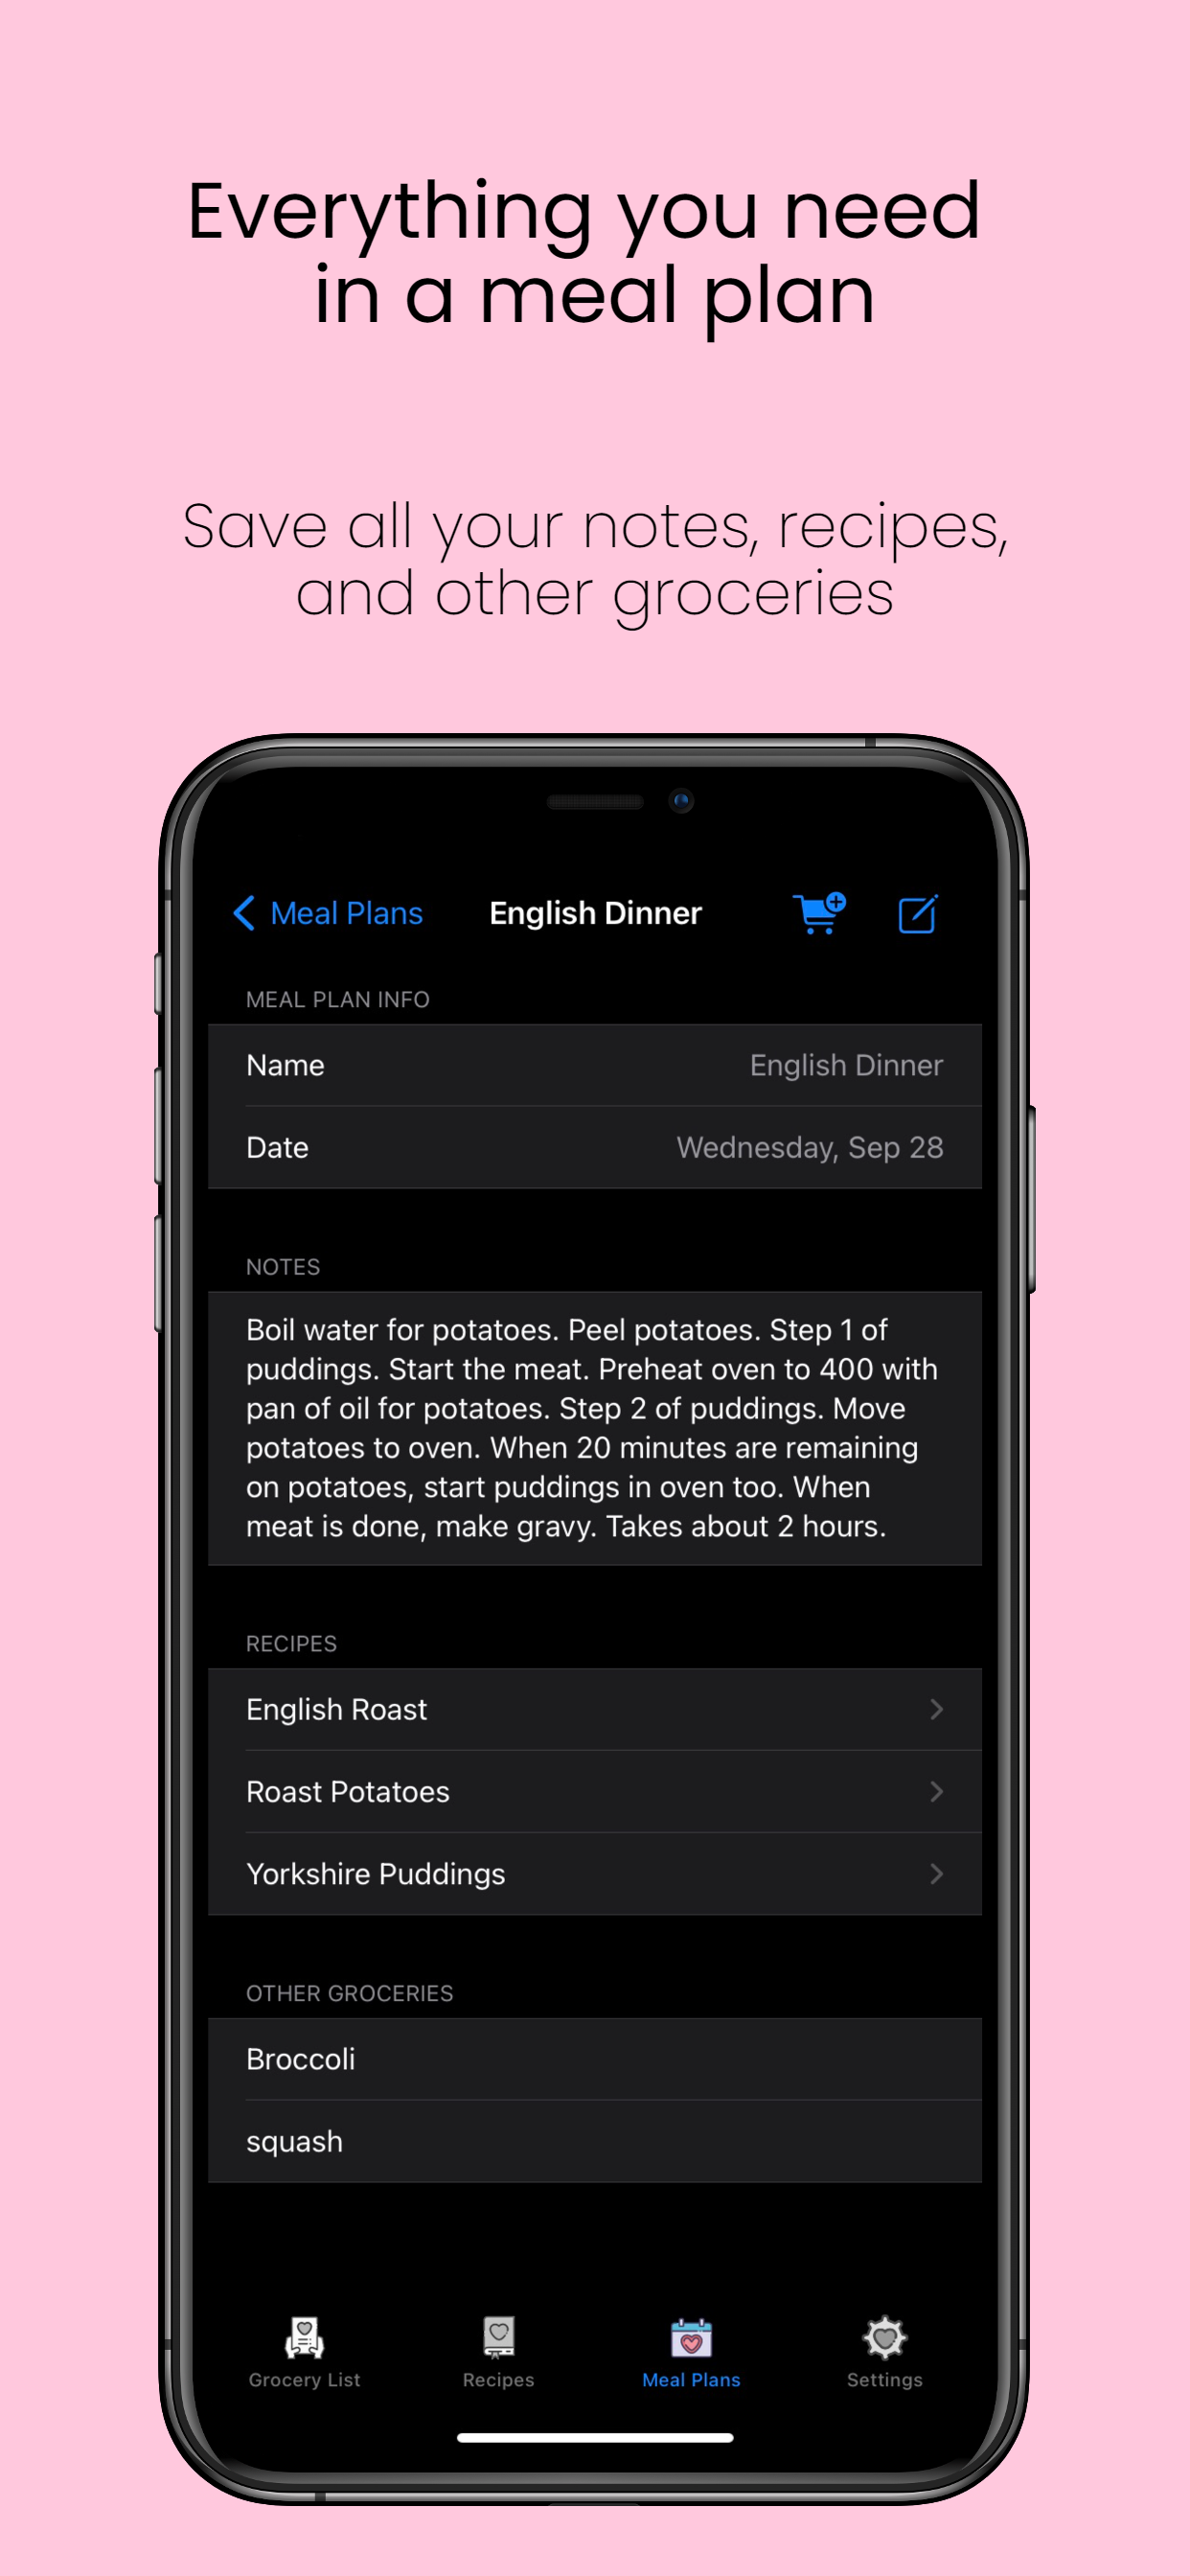 Everything you need
in a meal plan
Save all your notes, recipes,
and other groceries
Meal Plans
English Dinner
MEAL PLAN INFO
Name English Dinner
Date Wednesday, Sep 28
NOTES
Boil water for potatoes. Peel potatoes. Step 1 of
puddings. Start the meat. Preheat oven to 400 with
pan of oil for potatoes. Step 2 of puddings. Move
potatoes to oven. When 20 minutes are remaining
on potatoes, start puddings in oven too. When
meat is done, make gravy. Takes about 2 hours.
RECIPES
English Roast
Roast Potatoes
Yorkshire Puddings
OTHER GROCERIES
Broccoli
squash
Grocery List Recipes Meal Plans Settings